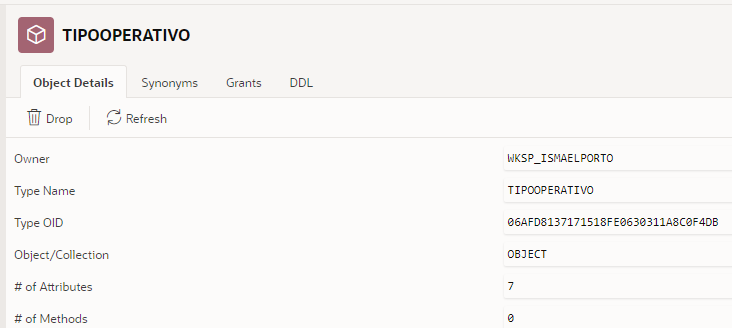 TIPOOPERATIVO
Object Details Synonyms Grants DDL
Drop Refresh
Owner WKSP_ISMAELPORTO
Type Name TIPOOPERATIVO
Type OID 06AFD8137171518FE0630311A8C0F4DB
Object/Collection OBJECT
# of Attributes 7
# of Methods 0